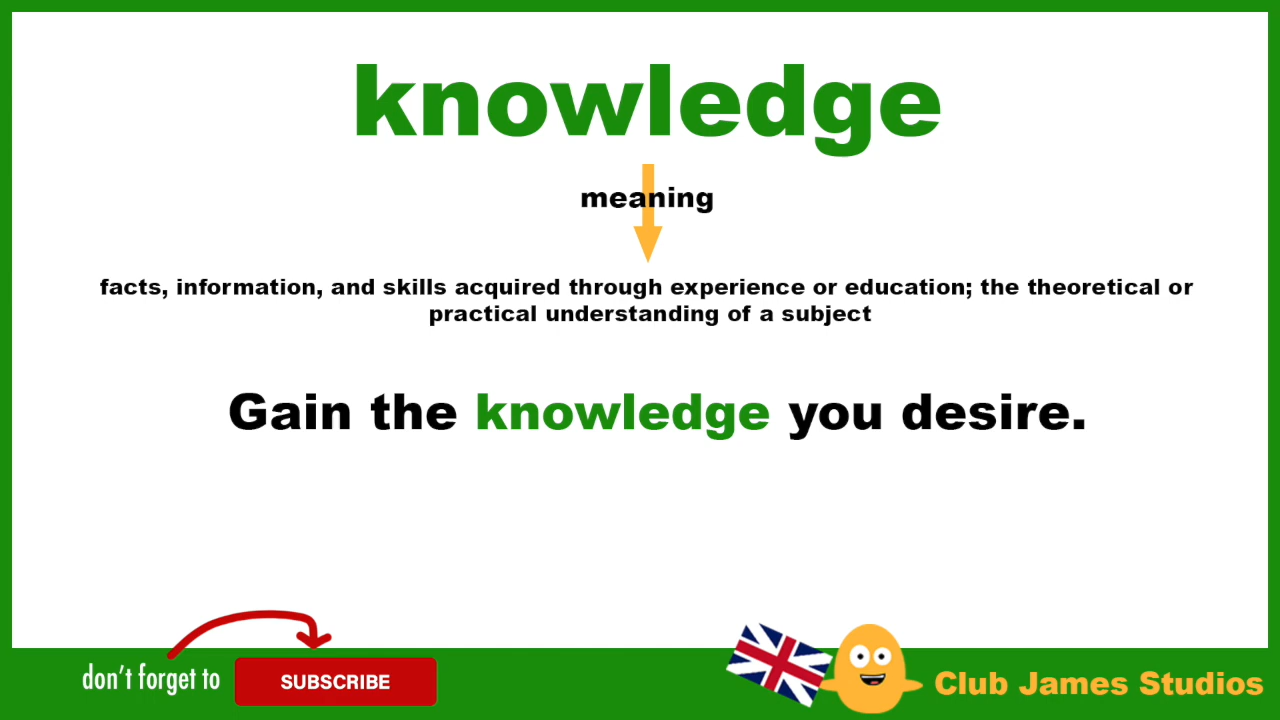 knowledge
meaning
facts, information, and skills acquired through experience or education; the theoretical or
practical understanding of a subject
Gain the knowledge you desire.
don't forget to
SUBSCRIBE
Club James Studios